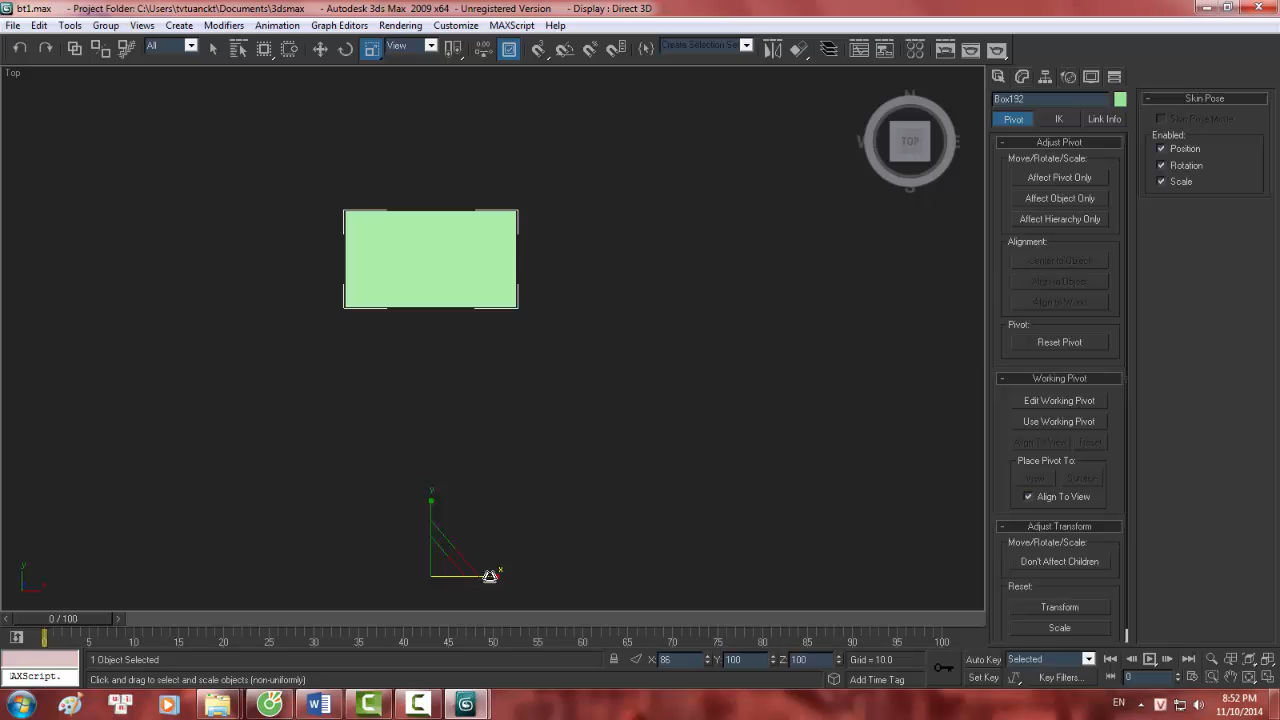 bt1.max - Project Folder: C:\Users\tvtuanckt\Documents\3dsmax - Autodesk 3ds Max 2009 x64 - Unregistered Version - Display : Direct 3D
File Edit Tools Group Views Create Modifiers Animation Graph Editors Rendering Customize MAXScript Help
All View Create Selection Se
Top
N
TOP
E
S
Box192
Pivot IK Link Info
- Adjust Pivot
Move/Rotate/Scale:
Affect Pivot Only
Affect Object Only
Affect Hierarchy Only
Alignment:
Center to Object
Align to Object
Align to World
Pivot:
Reset Pivot
- Working Pivot
Edit Working Pivot
Use Working Pivot
Align To View Reset
Place Pivot To:
View Surface
Align To View
- Adjust Transform
Move/Rotate/Scale:
Don't Affect Children
Reset:
Transform
Scale
- Skin Pose
Skin Pose Mode
Enabled:
Position
Rotation
Scale
y
x
y
0 / 100
0 5 10 15 20 25 30 35 40 45 50 55 60 65 70 75 80 85 90 95 100
1 Object Selected X: 86 Y: 100 Z: 100 Grid = 10.0 Auto Key Selected
AXScript. Click and drag to select and scale objects (non-uniformly) Add Time Tag Set Key Key Filters... 0
EN 8:52 PM
11/10/2014